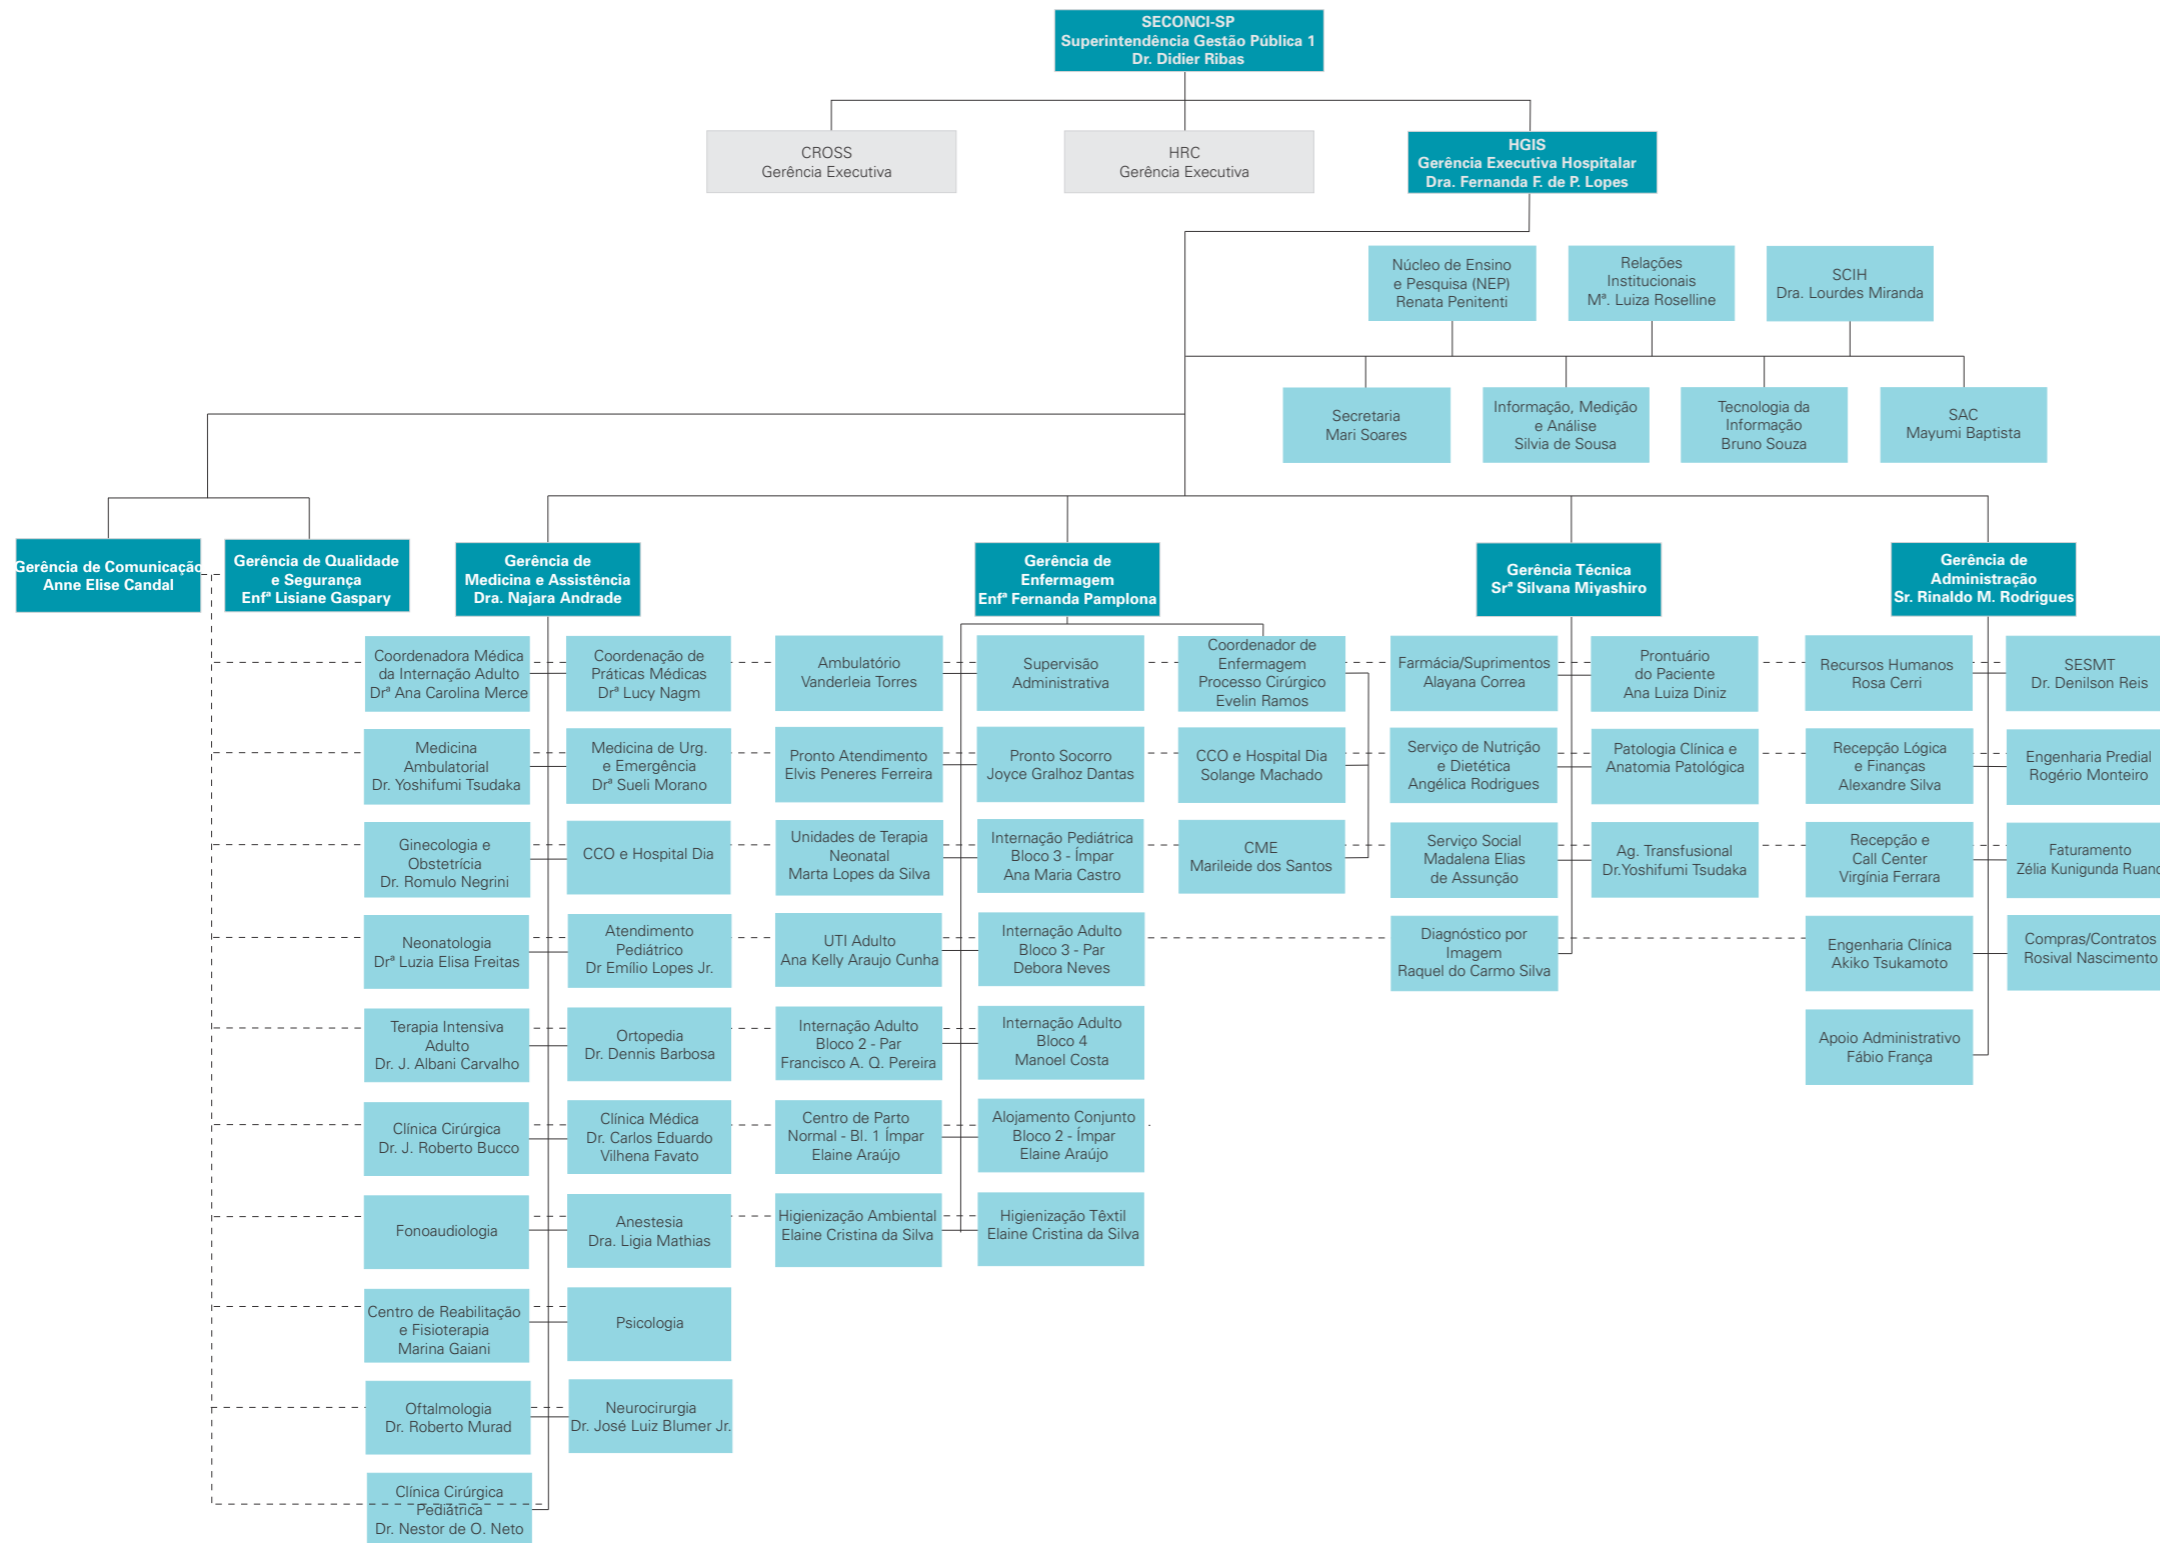 SECONCI-SP
Superintendência Gestão Pública 1
Dr. Didier Ribas
CROSS
Gerência Executiva
HRC
Gerência Executiva
HGIS
Gerência Executiva Hospitalar
Dra. Fernanda F. de P. Lopes
Núcleo de Ensino
e Pesquisa (NEP)
Renata Penitenti
Relações
Institucionais
Mª. Luiza Roselline
SCIH
Dra. Lourdes Miranda
Secretaria
Mari Soares
Informação, Medição
e Análise
Silvia de Sousa
Tecnologia da
Informação
Bruno Souza
SAC
Mayumi Baptista
Gerência de Comunicação
Anne Elise Candal
Gerência de Qualidade
e Segurança
Enfª Lisiane Gaspary
Gerência de
Medicina e Assistência
Dra. Najara Andrade
Gerência de
Enfermagem
Enfª Fernanda Pamplona
Gerência Técnica
Srª Silvana Miyashiro
Gerência de
Administração
Sr. Rinaldo M. Rodrigues
Coordenadora Médica
da Internação Adulto
Drª Ana Carolina Merce
Coordenação de
Práticas Médicas
Drª Lucy Nagm
Ambulatório
Vanderleia Torres
Supervisão
Administrativa
Coordenador de
Enfermagem
Processo Cirúrgico
Evelin Ramos
Farmácia/Suprimentos
Alayana Correa
Prontuário
do Paciente
Ana Luiza Diniz
Recursos Humanos
Rosa Cerri
SESMT
Dr. Denilson Reis
Medicina
Ambulatorial
Dr. Yoshifumi Tsudaka
Medicina de Urg.
e Emergência
Drª Sueli Morano
Pronto Atendimento
Elvis Peneres Ferreira
Pronto Socorro
Joyce Gralhoz Dantas
CCO e Hospital Dia
Solange Machado
Serviço de Nutrição
e Dietética
Angélica Rodrigues
Patologia Clínica e
Anatomia Patológica
Recepção Lógica
e Finanças
Alexandre Silva
Engenharia Predial
Rogério Monteiro
Ginecologia e
Obstetrícia
Dr. Romulo Negrini
CCO e Hospital Dia
Unidades de Terapia
Neonatal
Marta Lopes da Silva
Internação Pediátrica
Bloco 3 - Ímpar
Ana Maria Castro
CME
Marileide dos Santos
Serviço Social
Madalena Elias
de Assunção
Ag. Transfusional
Dr.Yoshifumi Tsudaka
Recepção e
Call Center
Virgínia Ferrara
Faturamento
Zélia Kunigunda Ruano
Neonatologia
Drª Luzia Elisa Freitas
Atendimento
Pediátrico
Dr Emílio Lopes Jr.
UTI Adulto
Ana Kelly Araujo Cunha
Internação Adulto
Bloco 3 - Par
Debora Neves
Diagnóstico por
Imagem
Raquel do Carmo Silva
Engenharia Clínica
Akiko Tsukamoto
Compras/Contratos
Rosival Nascimento
Terapia Intensiva
Adulto
Dr. J. Albani Carvalho
Ortopedia
Dr. Dennis Barbosa
Internação Adulto
Bloco 2 - Par
Francisco A. Q. Pereira
Internação Adulto
Bloco 4
Manoel Costa
Apoio Administrativo
Fábio França
Clínica Cirúrgica
Dr. J. Roberto Bucco
Clínica Médica
Dr. Carlos Eduardo
Vilhena Favato
Centro de Parto
Normal - Bl. 1 Ímpar
Elaine Araújo
Alojamento Conjunto
Bloco 2 - Ímpar
Elaine Araújo
Fonoaudiologia
Anestesia
Dra. Ligia Mathias
Higienização Ambiental
Elaine Cristina da Silva
Higienização Têxtil
Elaine Cristina da Silva
Centro de Reabilitação
e Fisioterapia
Marina Gaiani
Psicologia
Oftalmologia
Dr. Roberto Murad
Neurocirurgia
Dr. José Luiz Blumer Jr.
Clínica Cirúrgica
Pediátrica
Dr. Nestor de O. Neto